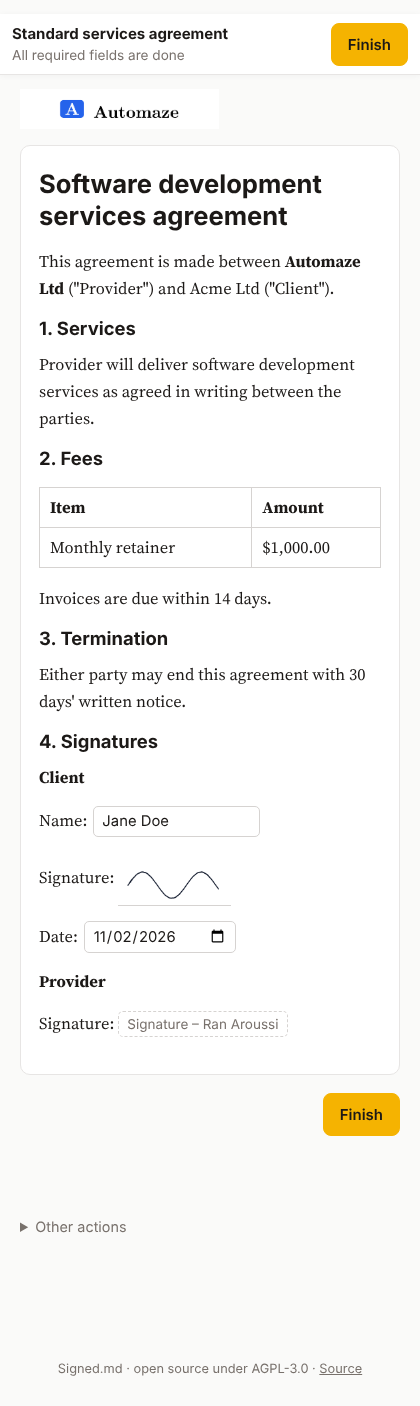 Standard services agreement
All required fields are done
Finish
A Automaze
Software development
services agreement
This agreement is made between Automaze
Ltd ("Provider") and Acme Ltd ("Client").
1. Services
Provider will deliver software development
services as agreed in writing between the
parties.
2. Fees
Item Amount
Monthly retainer $1,000.00
Invoices are due within 14 days.
3. Termination
Either party may end this agreement with 30
days' written notice.
4. Signatures
Client
Name: Jane Doe
Signature:
Date: 11/02/2026
Provider
Signature: Signature – Ran Aroussi
Finish
Other actions
Signed.md · open source under AGPL-3.0 · Source